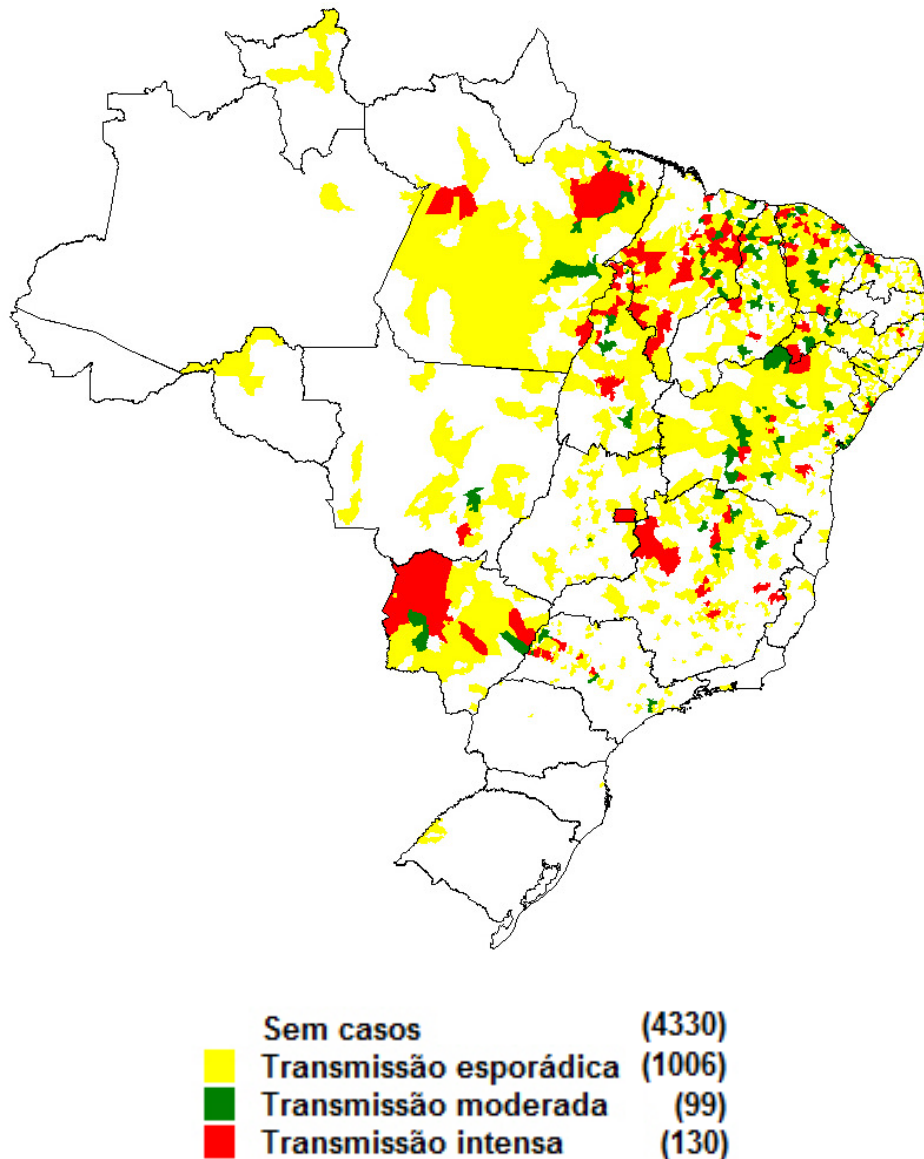 Sem casos (4330)
Transmissão esporádica (1006)
Transmissão moderada (99)
Transmissão intensa (130)